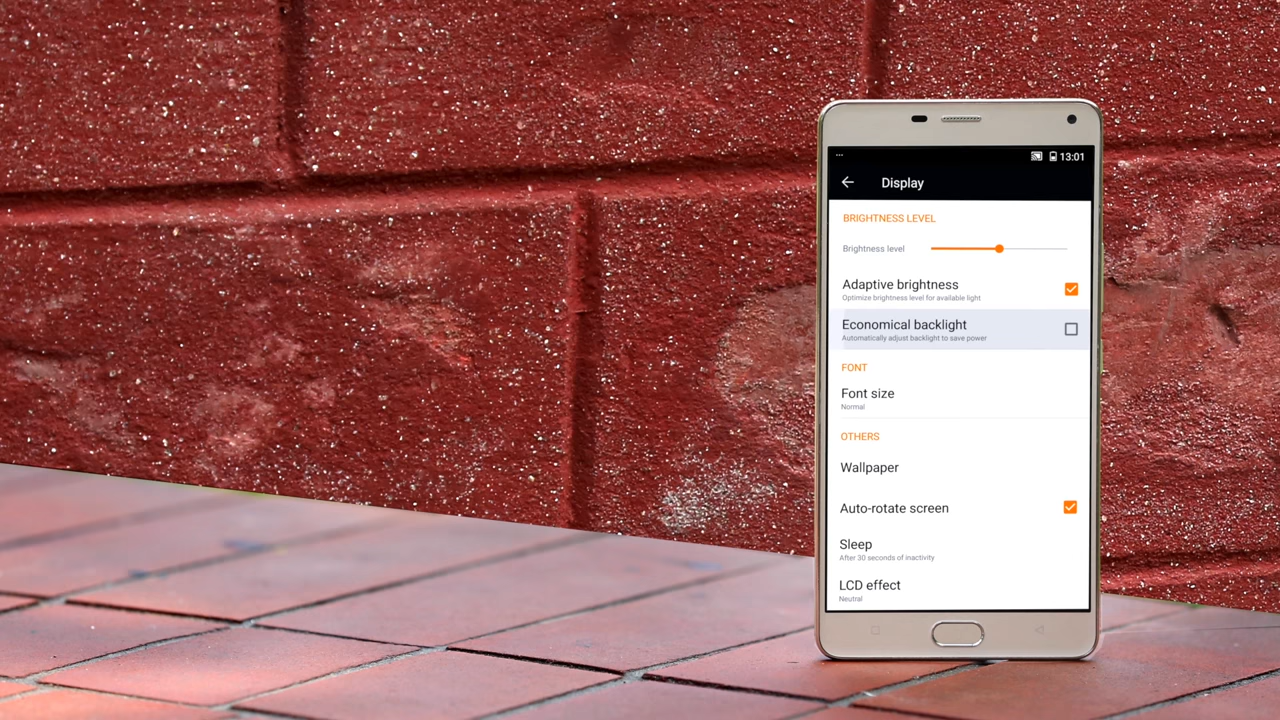 13:01
Display
BRIGHTNESS LEVEL
Brightness level
Adaptive brightness
Optimize brightness level for available light
Economical backlight
Automatically adjust backlight to save power
FONT
Font size
Normal
OTHERS
Wallpaper
Auto-rotate screen
Sleep
After 30 seconds of inactivity
LCD effect
Neutral